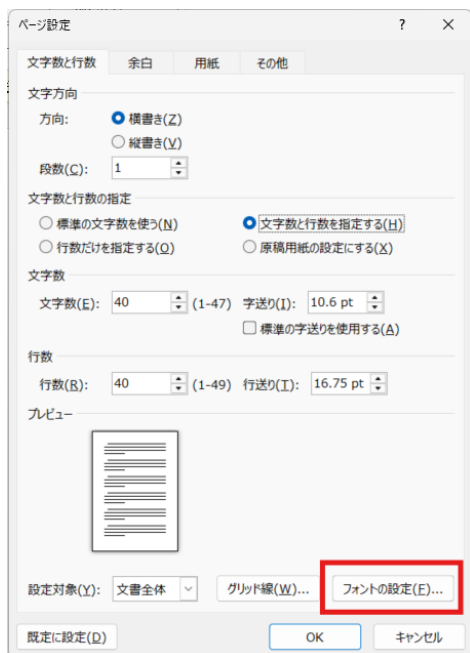 ページ設定 ? ×
文字数と行数 余白 用紙 その他
文字方向
方向: 横書き(Z)
縦書き(V)
段数(C): 1
文字数と行数の指定
標準の文字数を使う(N) 文字数と行数を指定する(H)
行数だけを指定する(O) 原稿用紙の設定にする(X)
文字数
文字数(E): 40 (1-47) 字送り(I): 10.6 pt
標準の字送りを使用する(A)
行数
行数(R): 40 (1-49) 行送り(T): 16.75 pt
プレビュー
設定対象(Y): 文書全体 グリッド線(W)... フォントの設定(F)...
既定に設定(D) OK キャンセル